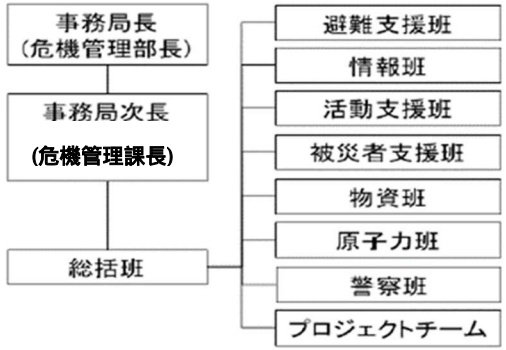 事務局長
(危機管理部長)
事務局次長
(危機管理課長)
総括班
避難支援班
情報班
活動支援班
被災者支援班
物資班
原子力班
警察班
プロジェクトチーム